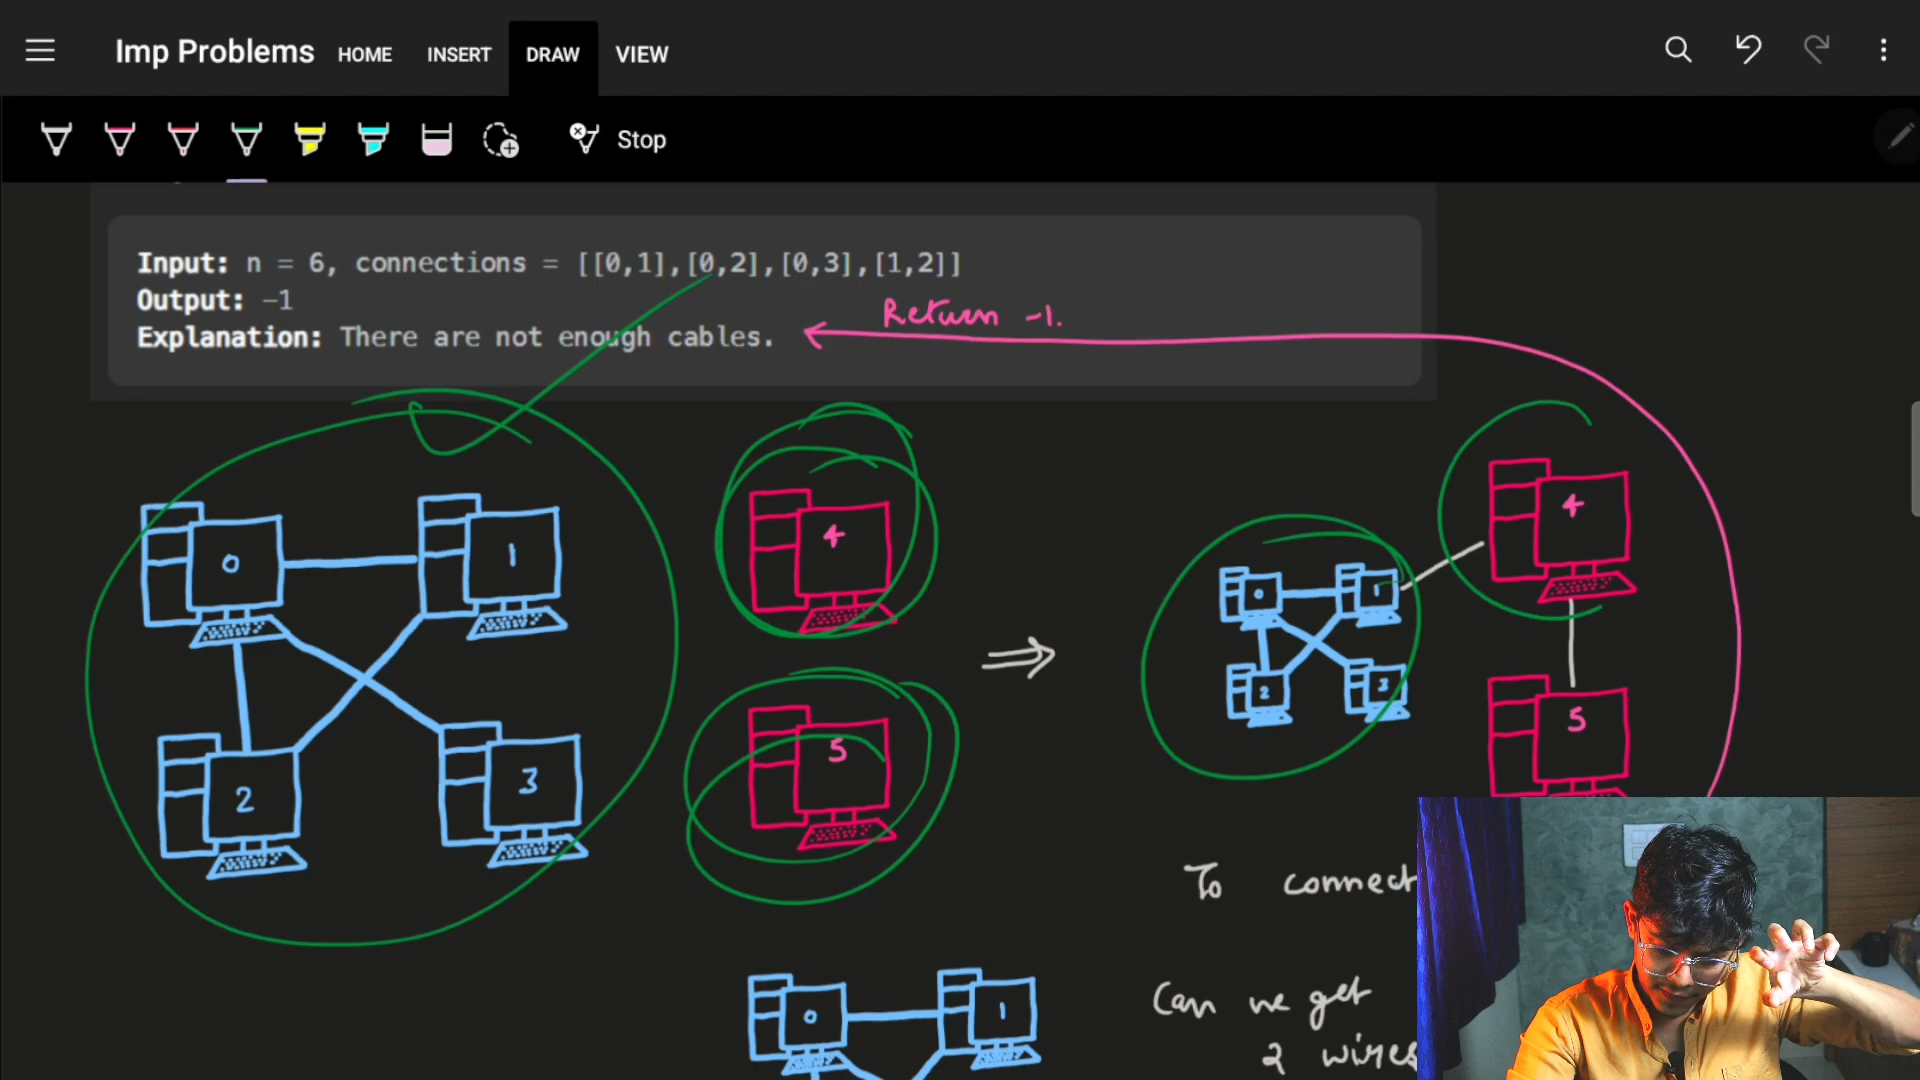 Imp Problems HOME INSERT DRAW VIEW
Stop
Input: n = 6, connections = [[0,1],[0,2],[0,3],[1,2]]
Output: -1
Explanation: There are not enough cables.
Return -1.
0 1 4
2 3 5
0 1 4
2 3 5
To connect
0 1
Can we get
2 wires